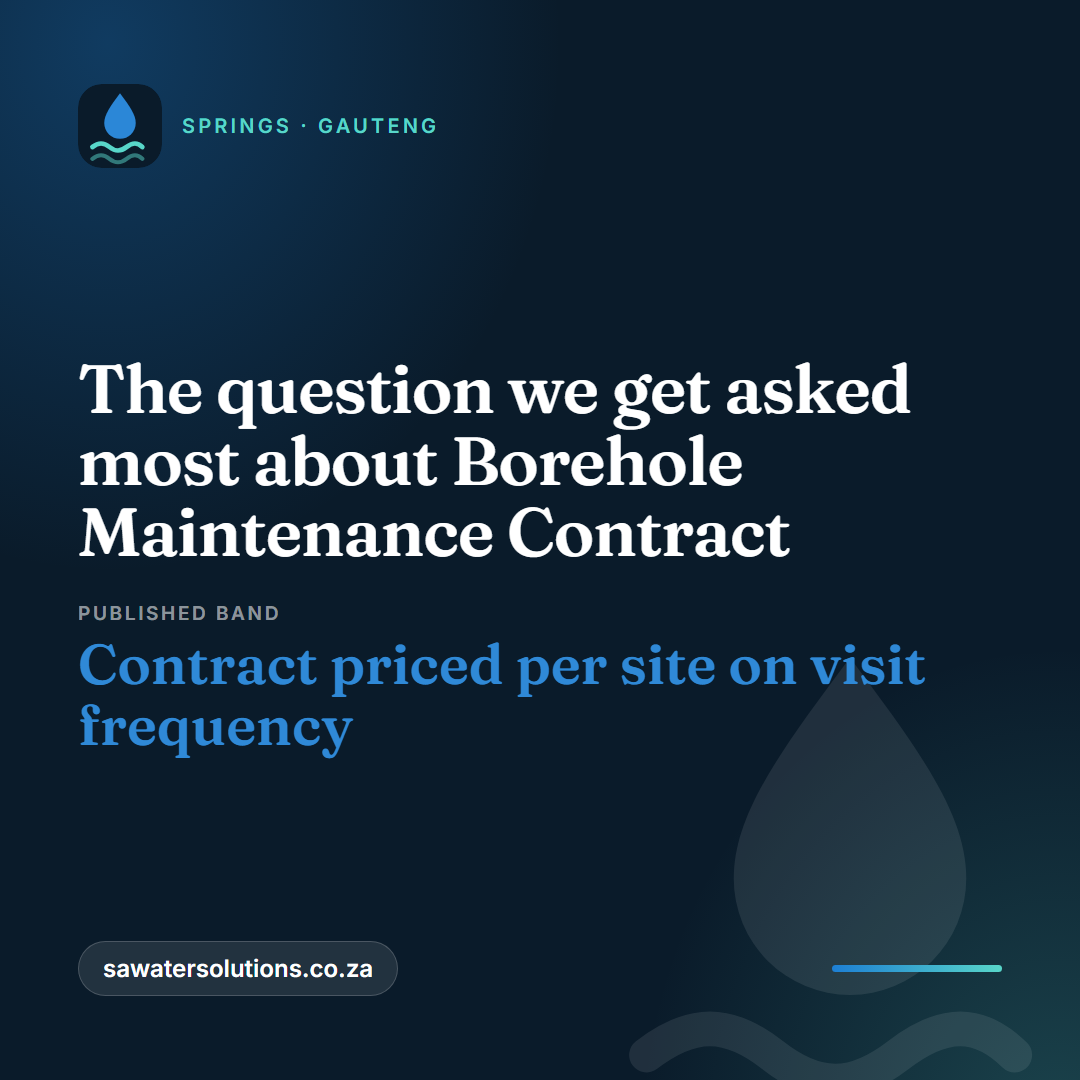 SPRINGS · GAUTENG
The question we get asked
most about Borehole
Maintenance Contract
PUBLISHED BAND
Contract priced per site on visit
frequency
sawatersolutions.co.za